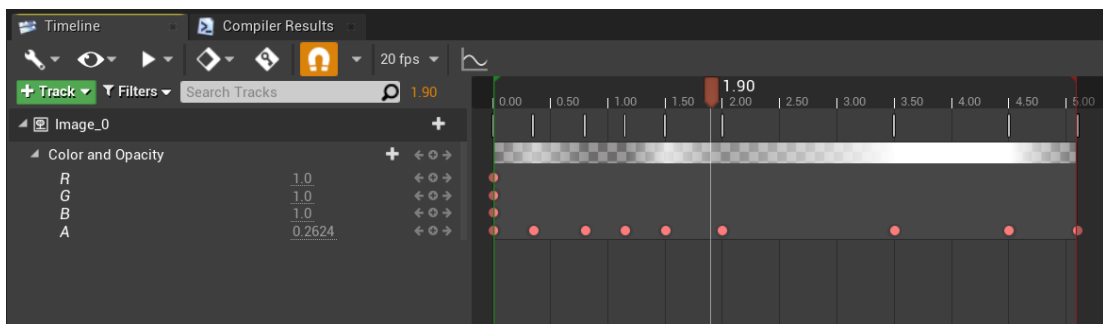 Timeline Compiler Results
20 fps
+ Track Filters Search Tracks 1.90
1.90
0.00 0.50 1.00 1.50 2.00 2.50 3.00 3.50 4.00 4.50 5.00
Image_0
Color and Opacity
R 1.0
G 1.0
B 1.0
A 0.2624